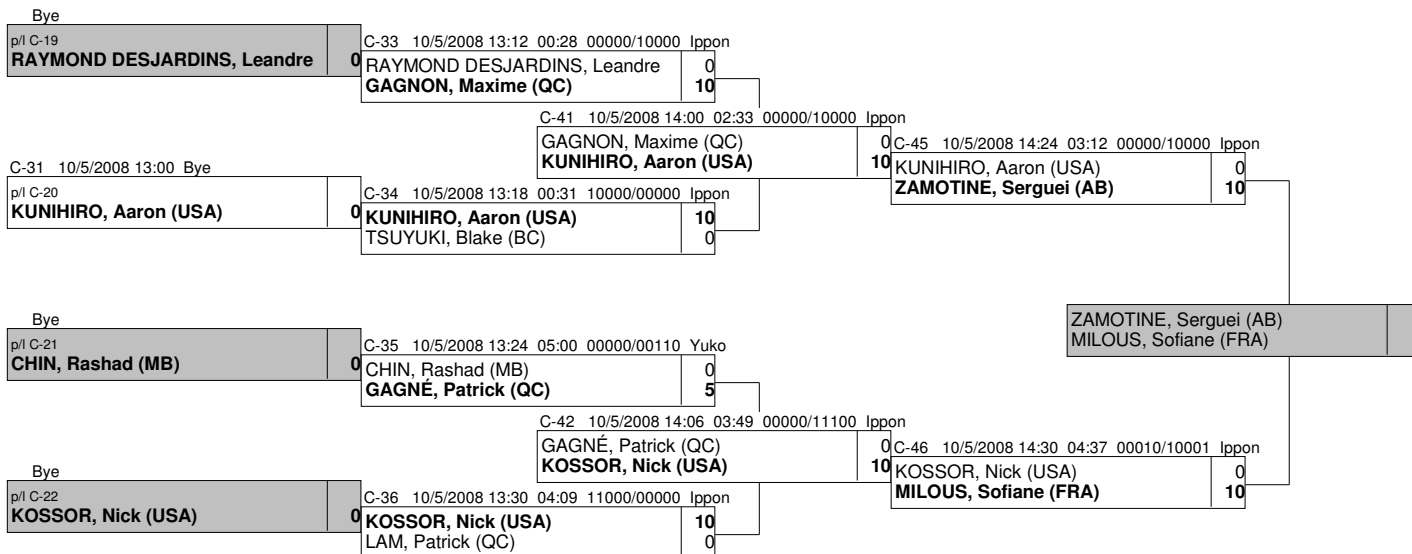 Bye
p/l C-19
RAYMOND DESJARDINS, Leandre 0
C-33 10/5/2008 13:12 00:28 00000/10000 Ippon
RAYMOND DESJARDINS, Leandre 0
GAGNON, Maxime (QC) 10
C-41 10/5/2008 14:00 02:33 00000/10000 Ippon
GAGNON, Maxime (QC) 0
KUNIHIRO, Aaron (USA) 10
C-45 10/5/2008 14:24 03:12 00000/10000 Ippon
KUNIHIRO, Aaron (USA) 0
ZAMOTINE, Serguei (AB) 10
C-31 10/5/2008 13:00 Bye
p/l C-20
KUNIHIRO, Aaron (USA) 0
C-34 10/5/2008 13:18 00:31 10000/00000 Ippon
KUNIHIRO, Aaron (USA) 10
TSUYUKI, Blake (BC) 0
ZAMOTINE, Serguei (AB)
MILOUS, Sofiane (FRA)
Bye
p/l C-21
CHIN, Rashad (MB) 0
C-35 10/5/2008 13:24 05:00 00000/00110 Yuko
CHIN, Rashad (MB) 0
GAGNÉ, Patrick (QC) 5
C-42 10/5/2008 14:06 03:49 00000/11100 Ippon
GAGNÉ, Patrick (QC) 0
KOSSOR, Nick (USA) 10
C-46 10/5/2008 14:30 04:37 00010/10001 Ippon
KOSSOR, Nick (USA) 0
MILOUS, Sofiane (FRA) 10
Bye
p/l C-22
KOSSOR, Nick (USA) 0
C-36 10/5/2008 13:30 04:09 11000/00000 Ippon
KOSSOR, Nick (USA) 10
LAM, Patrick (QC) 0